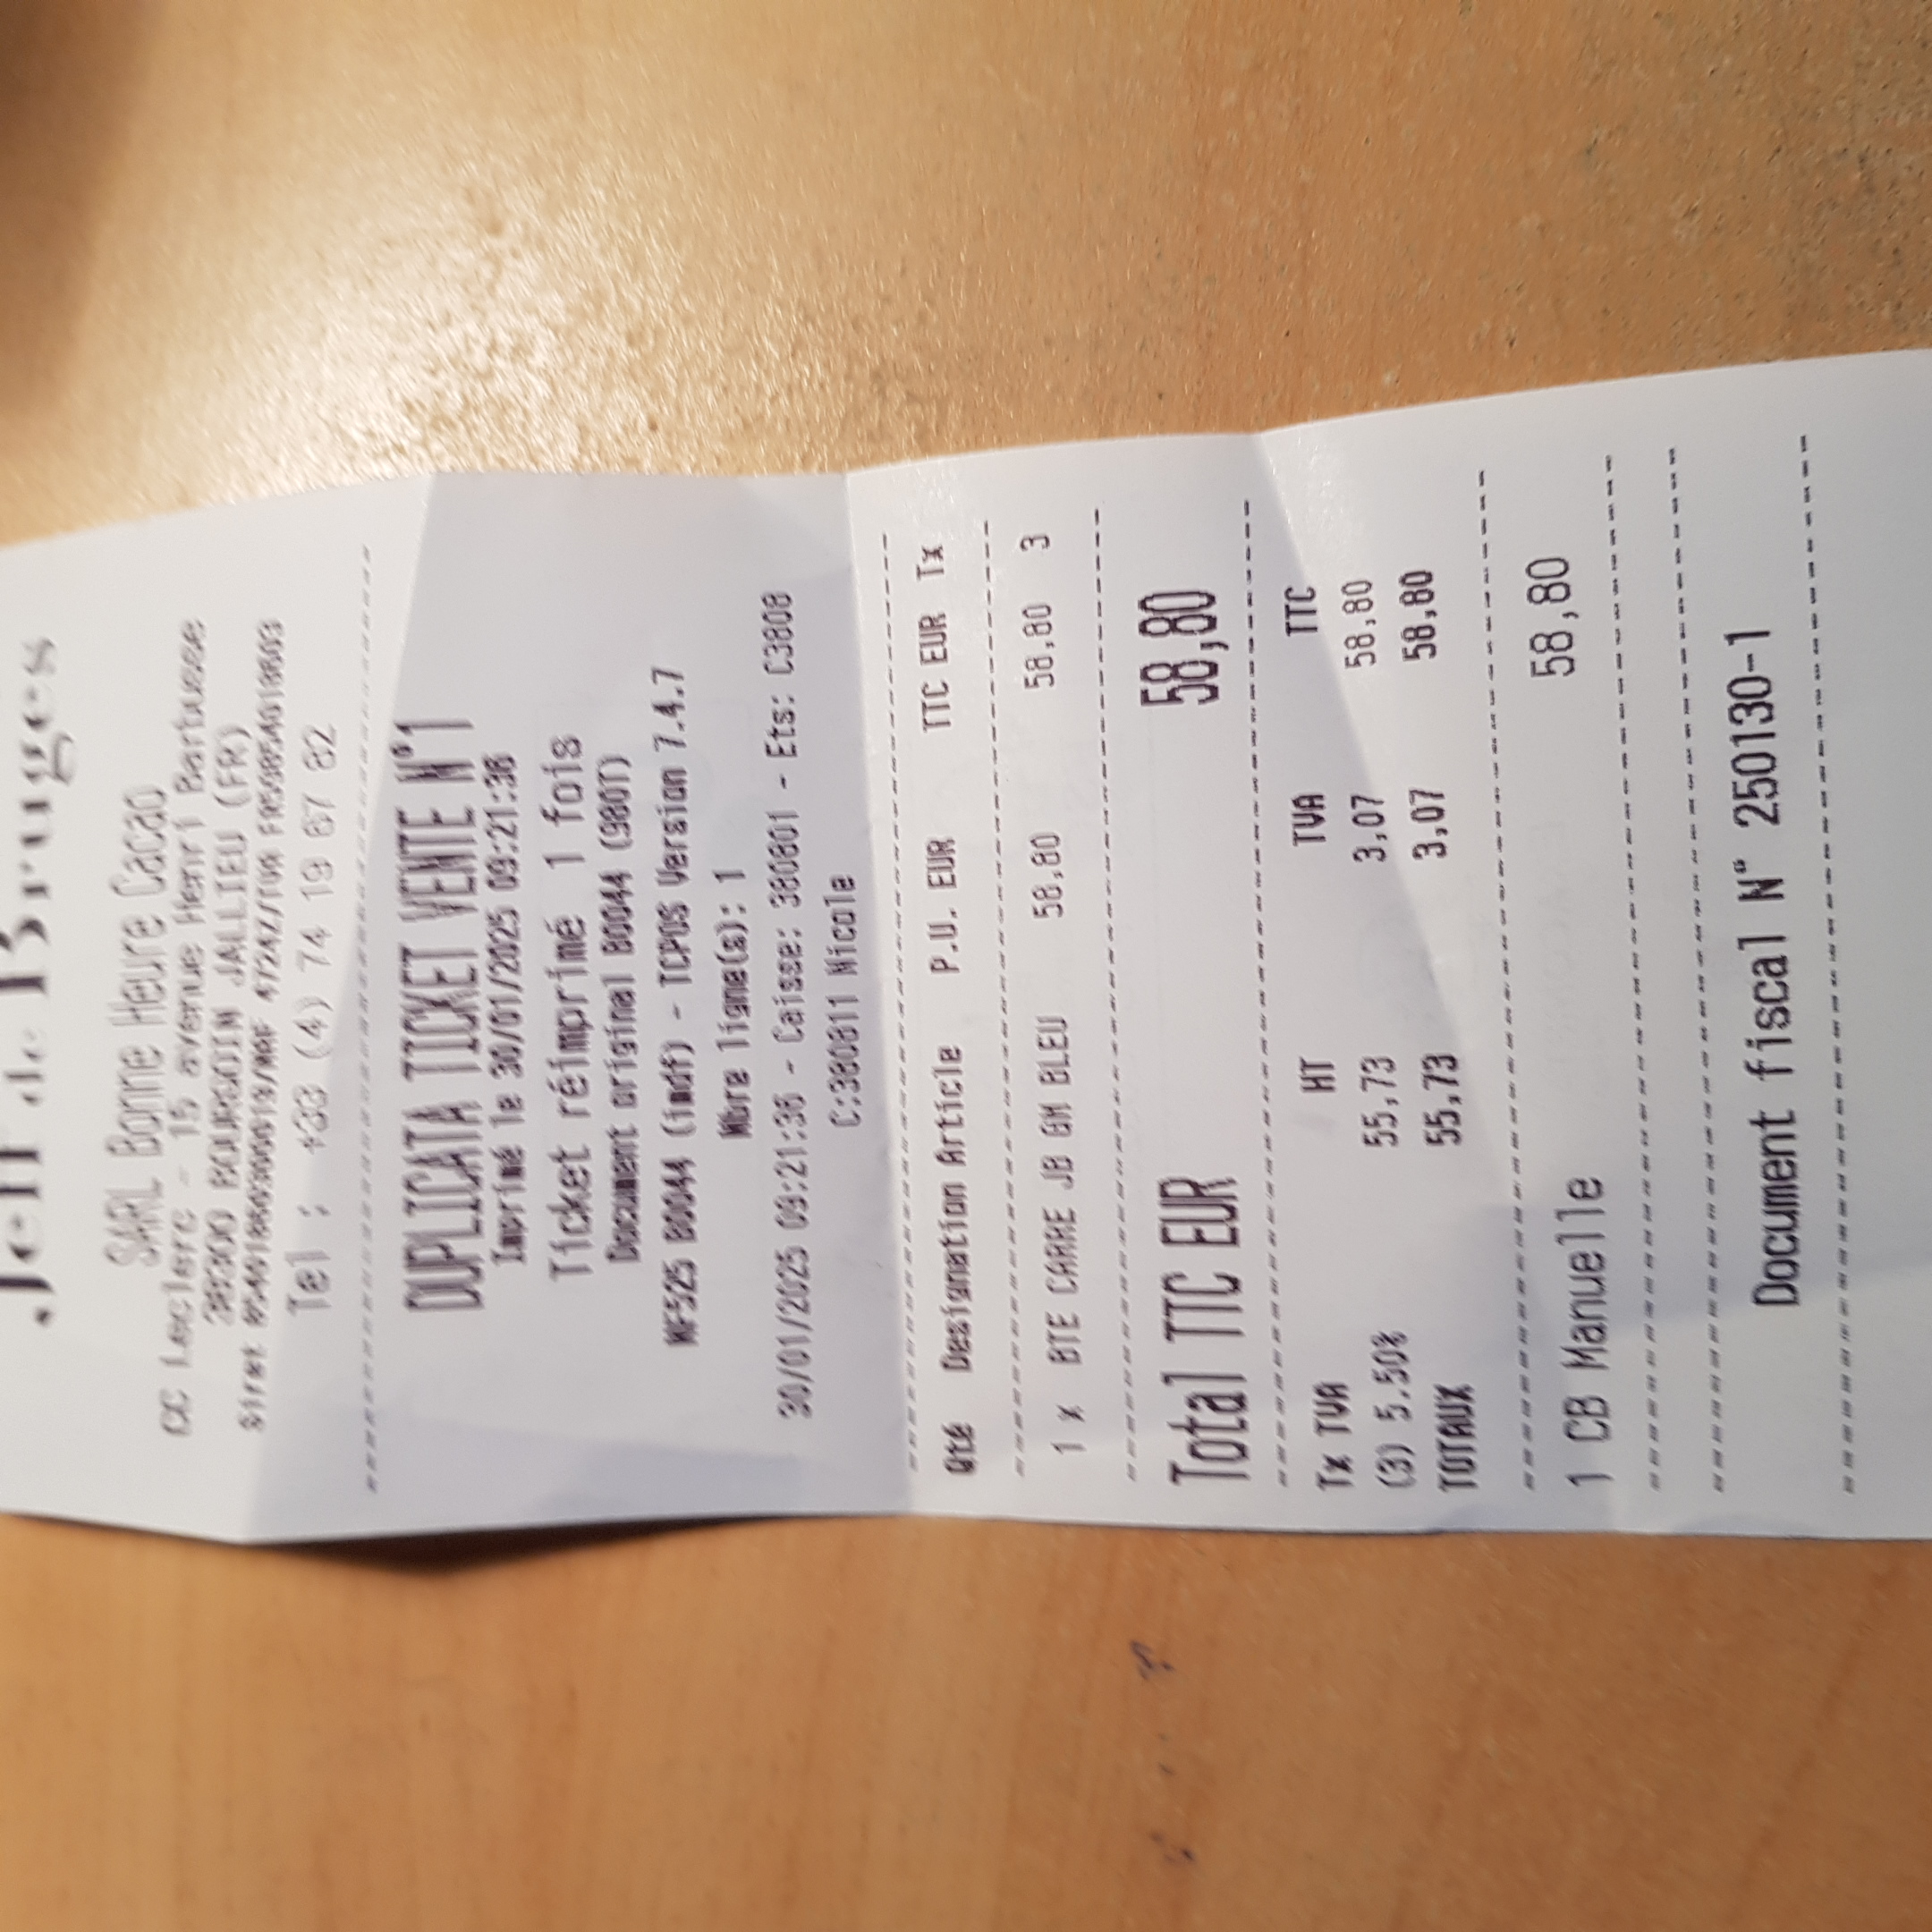 Jeff de Bruges
SARL Bonne Heure Cacao
CC Leclerc - 15 avenue Henri Barbusse
38300 BOURGOIN JALLIEU (FR)
Siret
Tel : +33 (4) 74 19 67 82
DUPLICATA TICKET VENTE N°1
Imprimé le 30/01/2025 09:21:36
Ticket réimprimé 1 fois
Document original B0044 (980T)
NF525 B0044 (indf) - TCPOS Version 7.4.7
Nbre ligne(s): 1
30/01/2025 09:21:36 - Caisse: 380801 - Ets: C3808
C:380811 Nicole
Qté Designation Article P.U. EUR TTC EUR Tx
1 x BTE CARRE JB GM BLEU 58,80 58,80 3
Total TTC EUR 58,80
Tx TVA HT TVA TTC
(3) 5.50% 55,73 3,07 58,80
TOTAUX 55,73 3,07 58,80
1 CB Manuelle 58,80
Document fiscal N° 250130-1